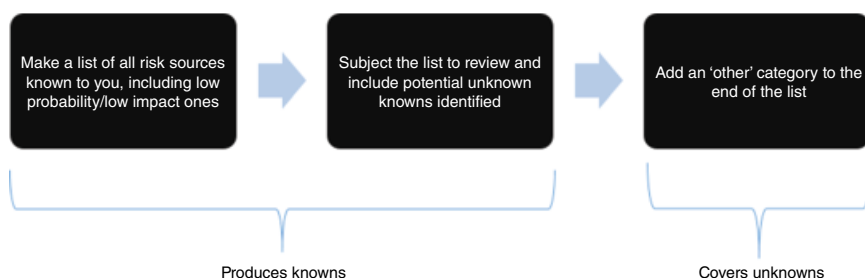 Make a list of all risk sources
known to you, including low
probability/low impact ones
Subject the list to review and
include potential unknown
knowns identified
Add an ‘other’ category to the
end of the list
Produces knowns
Covers unknowns